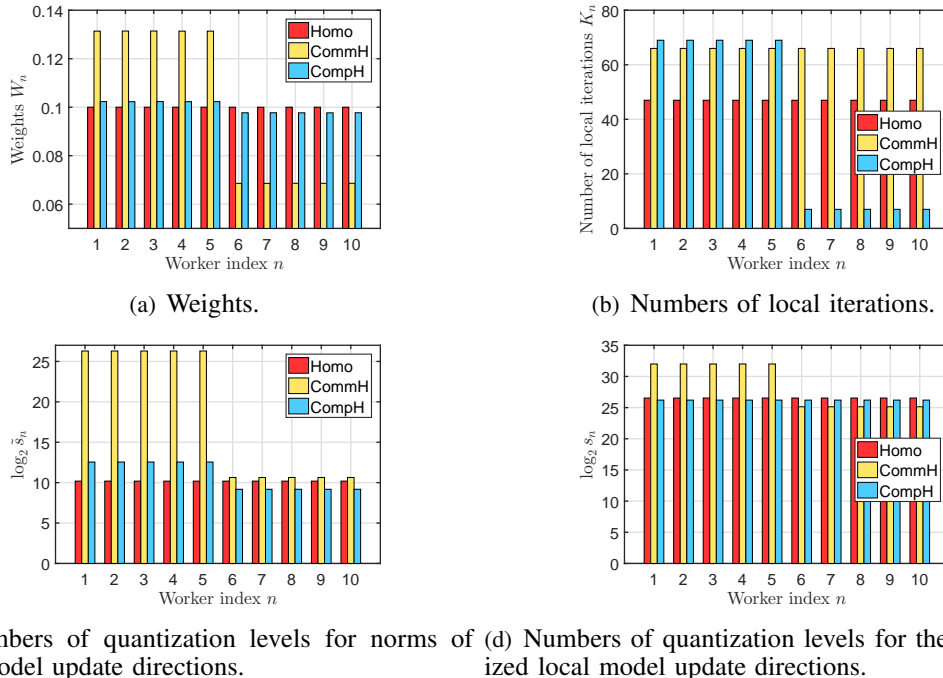 0.14
0.12
0.1
0.08
0.06
Weights W_n
Homo
CommH
CompH
1 2 3 4 5 6 7 8 9 10
Worker index n
(a) Weights.
80
60
40
20
0
Number of local iterations K_n
Homo
CommH
CompH
1 2 3 4 5 6 7 8 9 10
Worker index n
(b) Numbers of local iterations.
25
20
15
10
5
0
log₂ s̃_n
Homo
CommH
CompH
1 2 3 4 5 6 7 8 9 10
Worker index n
mbers of quantization levels for norms of
odel update directions.
35
30
25
20
15
10
5
0
log₂ s_n
Homo
CommH
CompH
1 2 3 4 5 6 7 8 9 10
Worker index n
(d) Numbers of quantization levels for the
ized local model update directions.